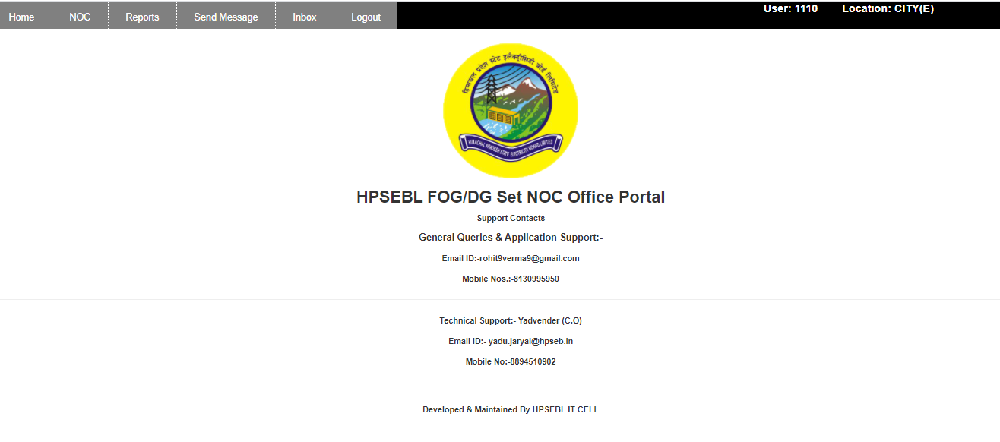 Home NOC Reports Send Message Inbox Logout User: 1110 Location: CITY(E)
हिमाचल प्रदेश स्टेट इलैक्ट्रीसिटी बोर्ड लिमिटेड
HIMACHAL PRADESH STATE ELECTRICITY BOARD LIMITED
HPSEBL FOG/DG Set NOC Office Portal
Support Contacts
General Queries & Application Support:-
Email ID:-rohit9verma9@gmail.com
Mobile Nos.:-8130995950
Technical Support:- Yadvender (C.O)
Email ID:- yadu.jaryal@hpseb.in
Mobile No:-8894510902
Developed & Maintained By HPSEBL IT CELL